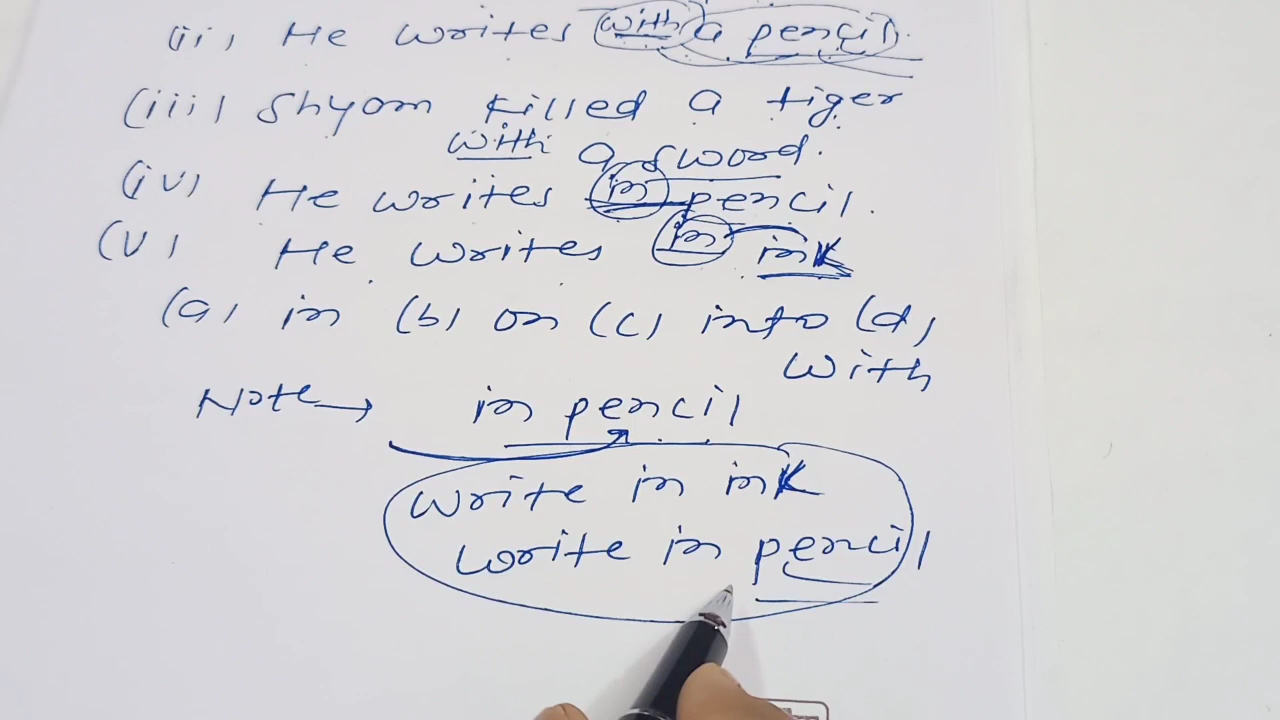 (ii) He writes with a pencil.
(iii) Shyam killed a tiger
with a sword.
(iv) He writes in pencil.
(v) He writes in ink
(a) in (b) on (c) into (d)
with
Note → in pencil
write in ink
write in pencil